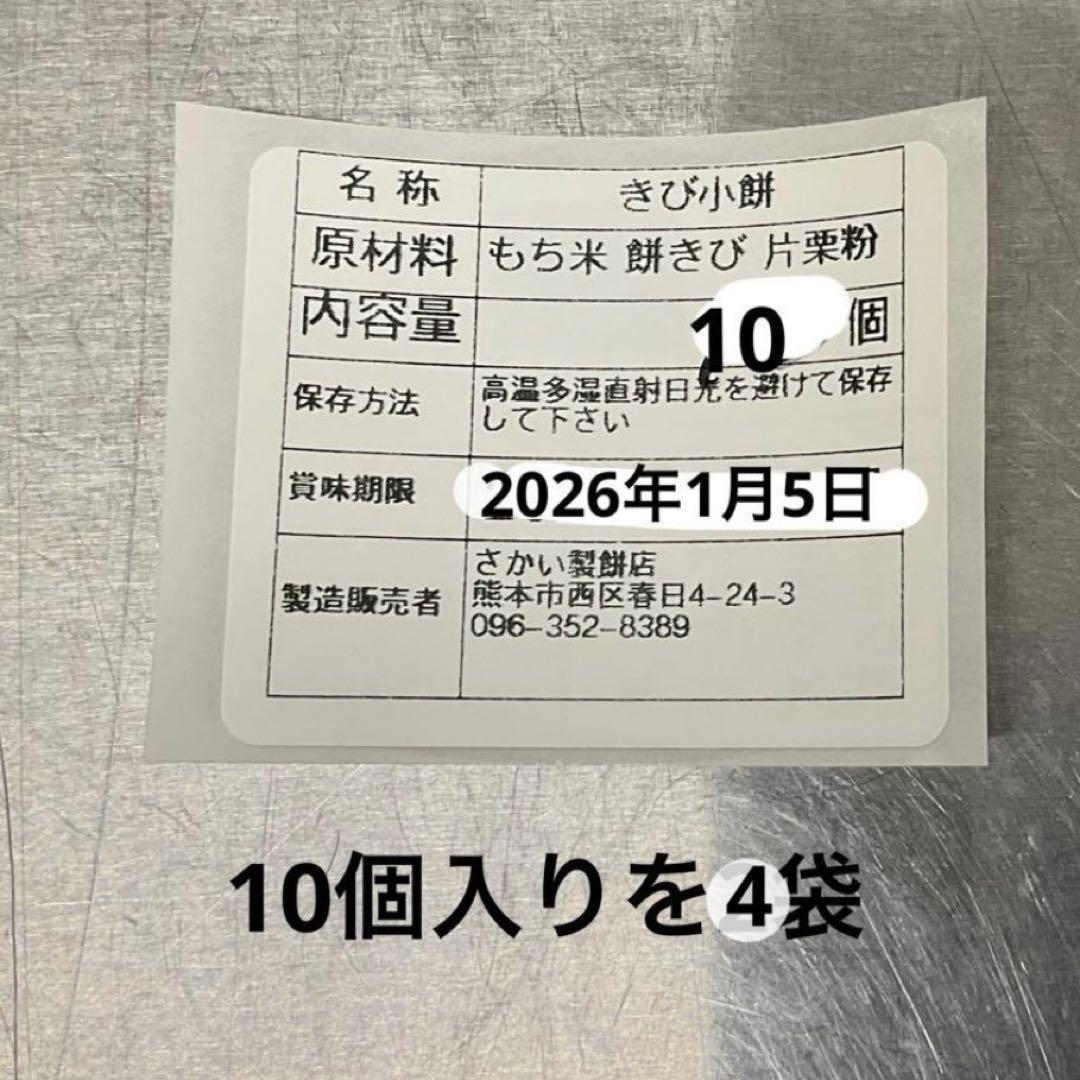 名称 きび小餅
原材料 もち米 餅きび 片栗粉
内容量 10個
保存方法 高温多湿直射日光を避けて保存
して下さい
賞味期限 2026年1月5日
製造販売者 さかい製餅店
熊本市西区春日4-24-3
096-352-8389
10個入りを4袋